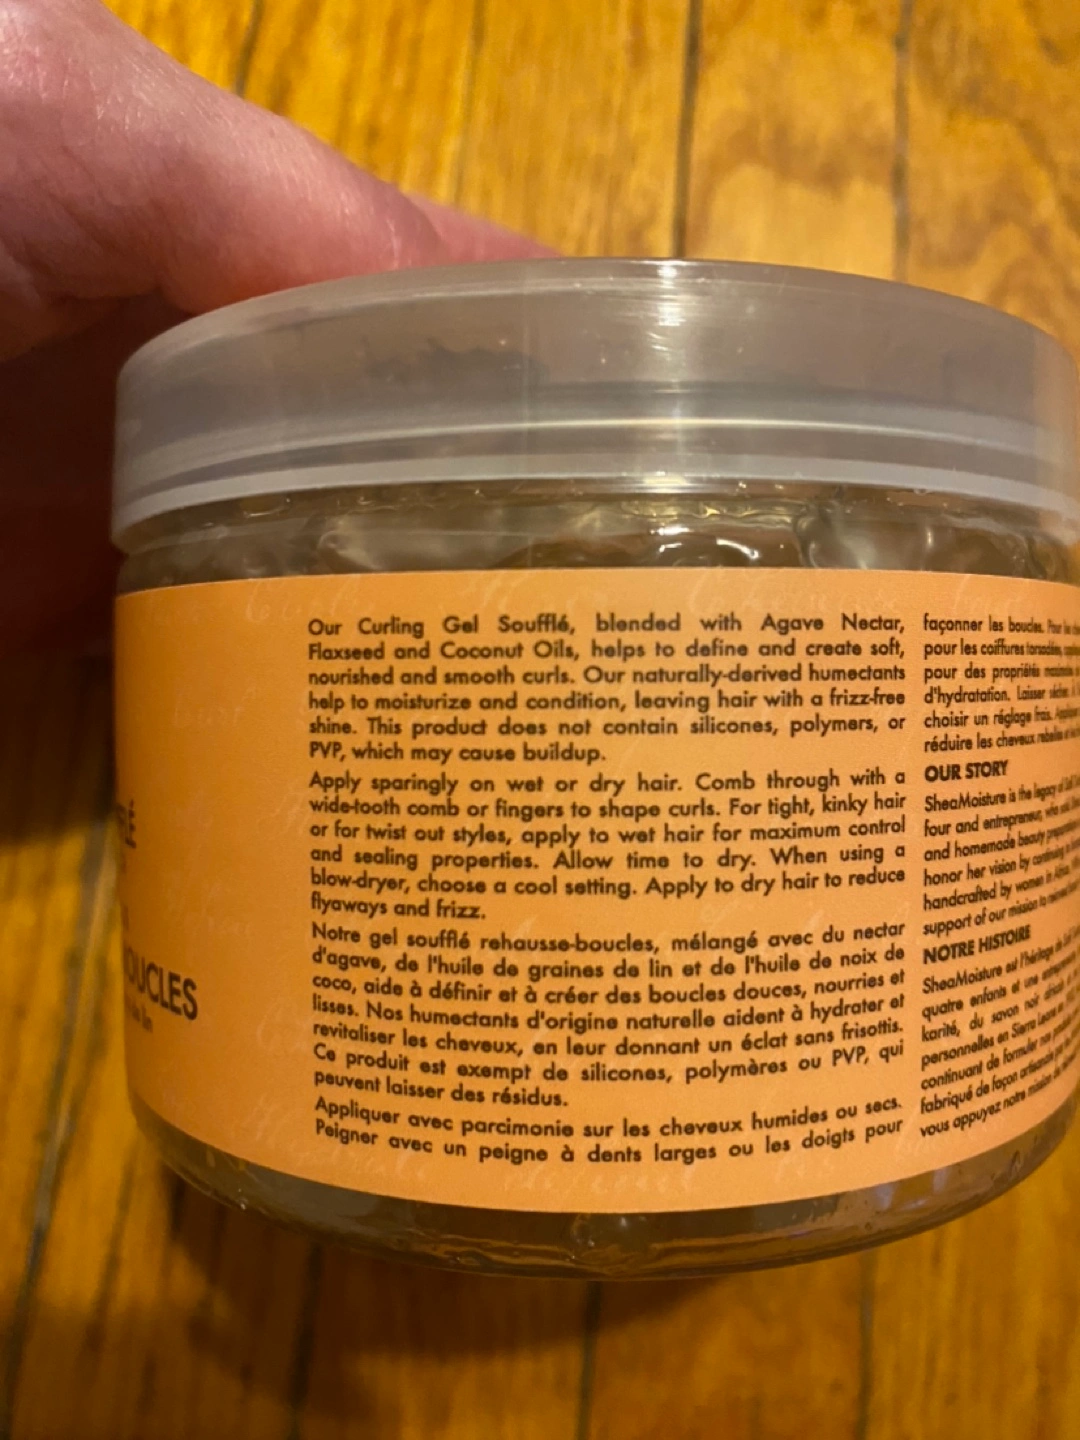 OUCLES
Our Curling Gel Soufflé, blended with Agave Nectar,
Flaxseed and Coconut Oils, helps to define and create soft,
nourished and smooth curls. Our naturally-derived humectants
help to moisturize and condition, leaving hair with a frizz-free
shine. This product does not contain silicones, polymers, or
PVP, which may cause buildup.
Apply sparingly on wet or dry hair. Comb through with a
wide-tooth comb or fingers to shape curls. For tight, kinky hair
or for twist out styles, apply to wet hair for maximum control
and sealing properties. Allow time to dry. When using a
blow-dryer, choose a cool setting. Apply to dry hair to reduce
flyaways and frizz.
Notre gel soufflé rehausse-boucles, mélangé avec du nectar
d'agave, de l'huile de graines de lin et de l'huile de noix de
coco, aide à définir et à créer des boucles douces, nourries et
lisses. Nos humectants d'origine naturelle aident à hydrater et
revitaliser les cheveux, en leur donnant un éclat sans frisottis.
Ce produit est exempt de silicones, polymères ou PVP, qui
peuvent laisser des résidus.
Appliquer avec parcimonie sur les cheveux humides ou secs.
Peigner avec un peigne à dents larges ou les doigts pour
façonner les boucles. Pour les
pour les coiffures torsadées,
pour des propriétés
d'hydratation. Laisser
choisir un réglage frais.
réduire les cheveux rebelles
OUR STORY
SheaMoisture is the legacy of
four and entrepreneur, who
and homemade beauty
honor her vision by continuing
handcrafted by women in Africa.
support of our mission to
NOTRE HISTOIRE
SheaMoisture est l'héritage de
quatre enfants et une
karité, du savon noir africain
personnelles en Sierra Leone
continuant de formuler
fabriqué de façon artisanale
vous appuyez notre mission